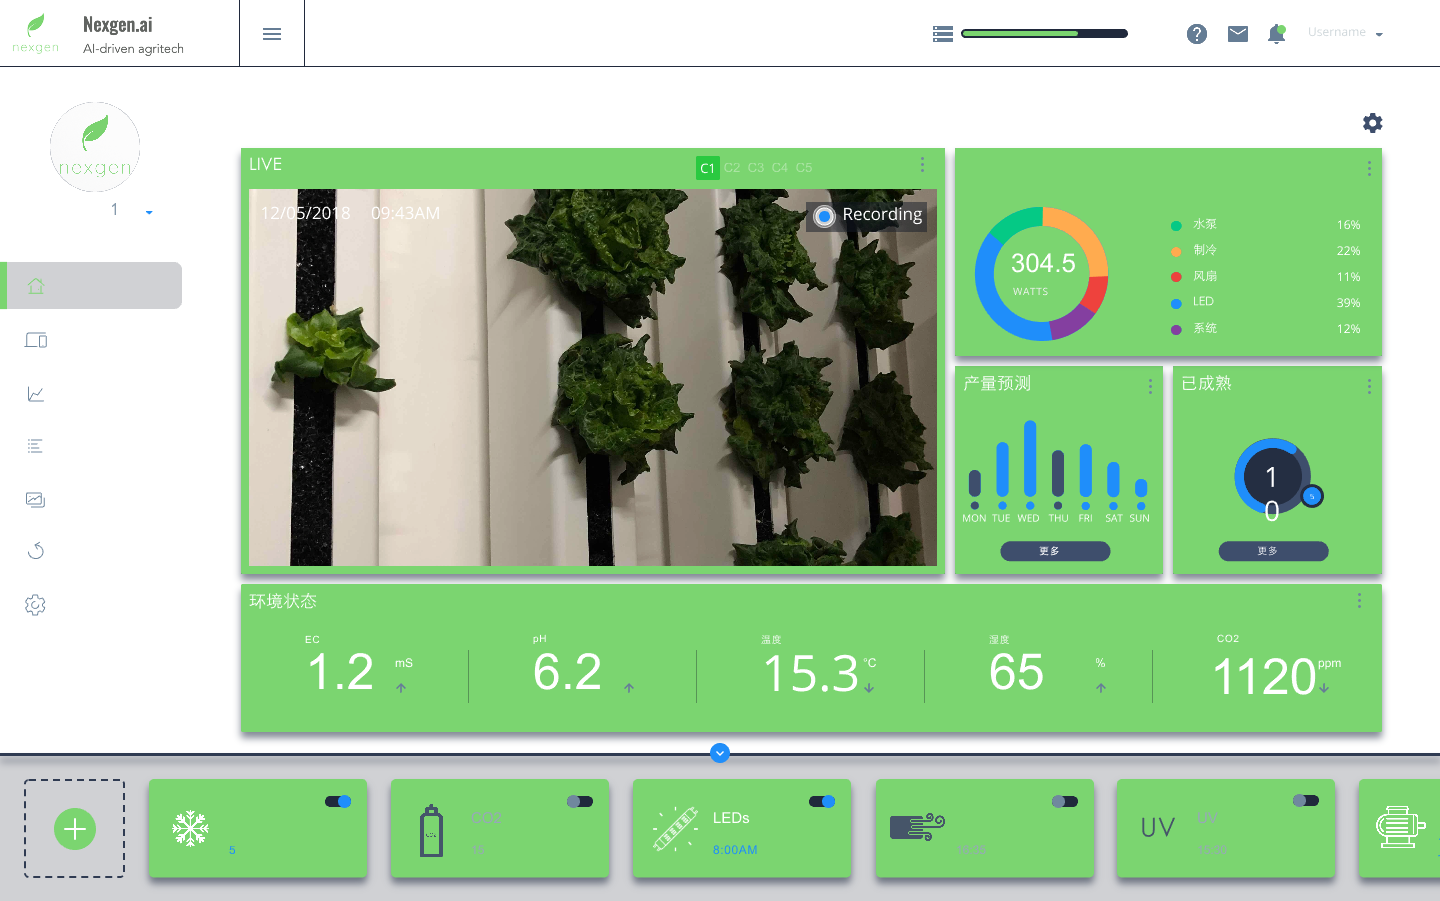 Nexgen.ai
AI-driven agritech
nexgen
Username
nexgen
1
LIVE
C1 C2 C3 C4 C5
12/05/2018 09:43AM
Recording
304.5
WATTS
水泵 16%
制冷 22%
风扇 11%
LED 39%
系统 12%
产量预测
MON TUE WED THU FRI SAT SUN
更多
已成熟
1
0
5
更多
环境状态
EC
1.2 mS
pH
6.2
温度
15.3 °C
湿度
65 %
CO2
1120 ppm
5
CO2
CO2
15
LEDs
8:00AM
16:35
UV
UV
15:30